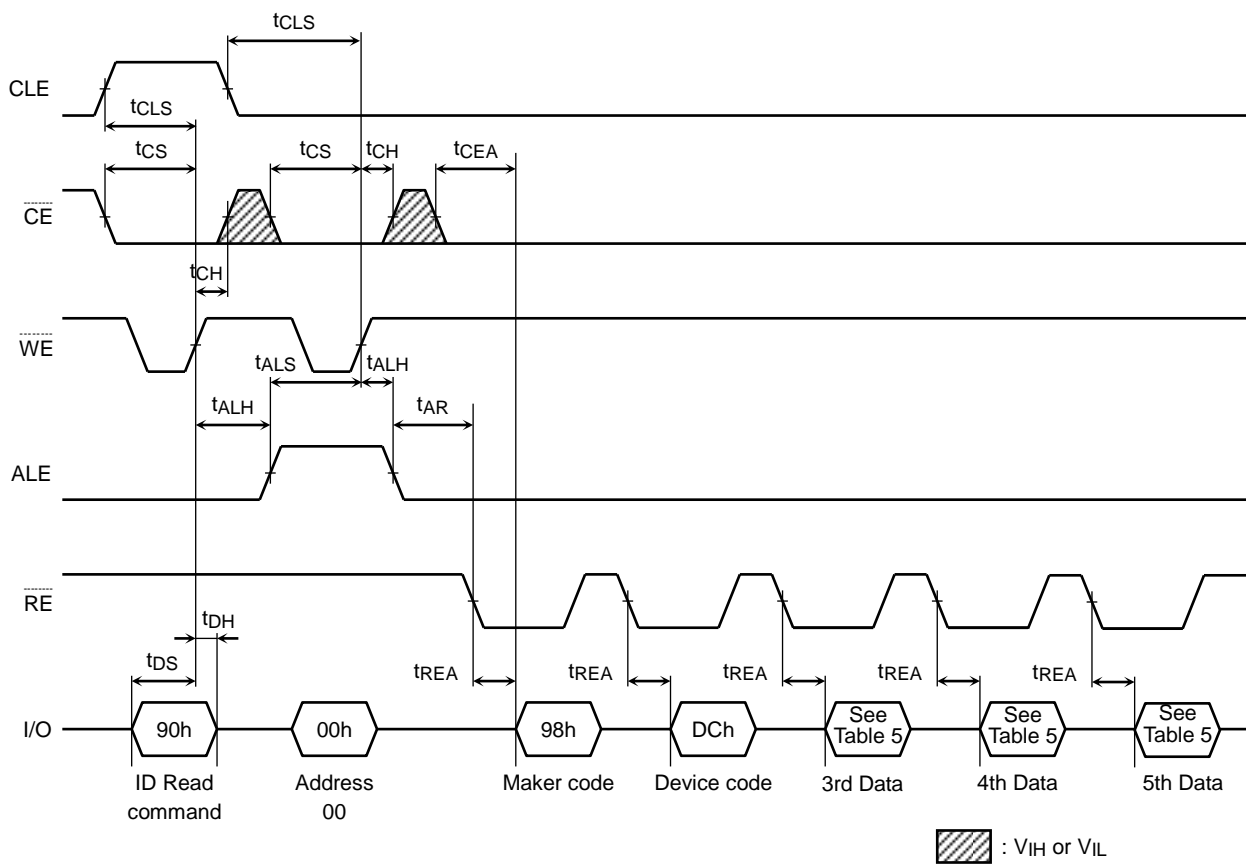 tCLS
CLE
tCLS
tCS
tCS
tCH
tCEA
CE
tCH
WE
tALS
tALH
tALH
tAR
ALE
RE
tDH
tDS
tREA
tREA
tREA
tREA
tREA
I/O
90h
00h
98h
DCh
See
Table 5
See
Table 5
See
Table 5
ID Read
command
Address
00
Maker code
Device code
3rd Data
4th Data
5th Data
: VIH or VIL